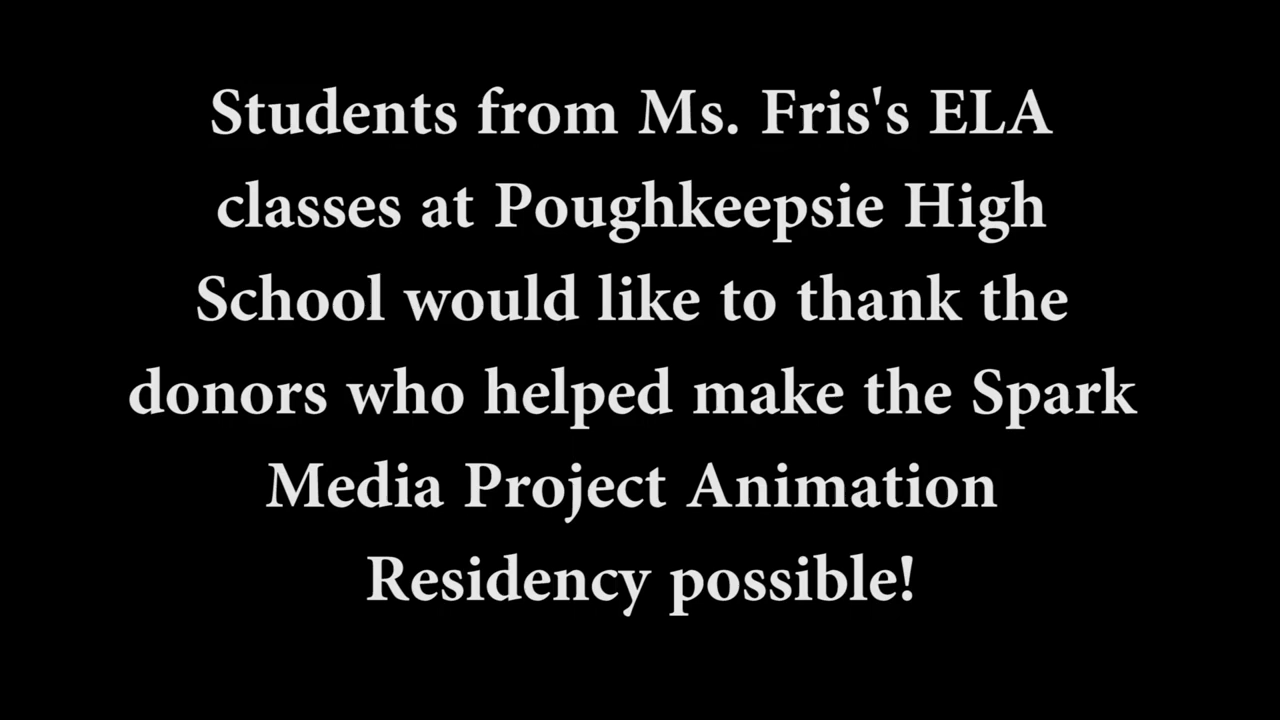 Students from Ms. Fris's ELA
classes at Poughkeepsie High
School would like to thank the
donors who helped make the Spark
Media Project Animation
Residency possible!